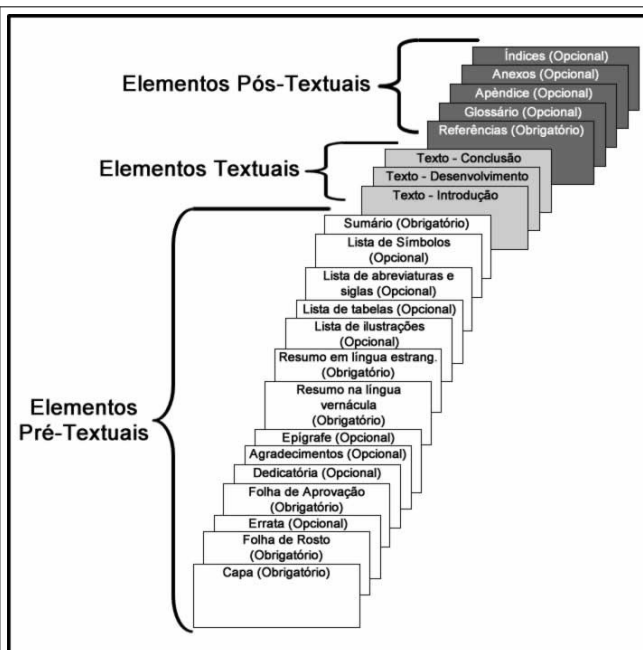 Elementos Pós-Textuais
Índices (Opcional)
Anexos (Opcional)
Apèndice (Opcional)
Glossário (Opcional)
Referências (Obrigatório)
Elementos Textuais
Texto - Conclusão
Texto - Desenvolvimento
Texto - Introdução
Elementos
Pré-Textuais
Sumário (Obrigatório)
Lista de Símbolos
(Opcional)
Lista de abreviaturas e
siglas (Opcional)
Lista de tabelas (Opcional)
Lista de ilustrações
(Opcional)
Resumo em língua estrang.
(Obrigatório)
Resumo na língua
vernácula
(Obrigatório)
Epígrafe (Opcional)
Agradecimentos (Opcional)
Dedicatória (Opcional)
Folha de Aprovação
(Obrigatório)
Errata (Opcional)
Folha de Rosto
(Obrigatório)
Capa (Obrigatório)